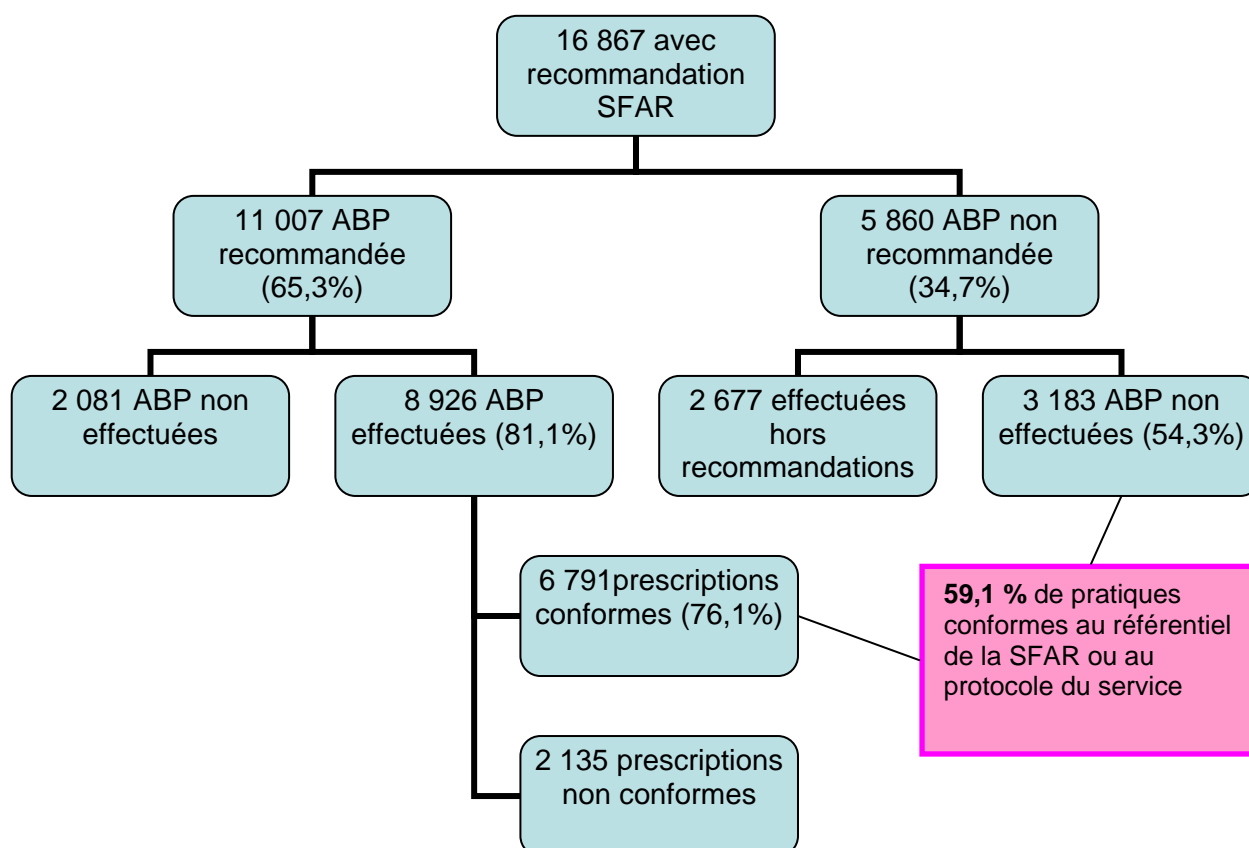 16 867 avec
recommandation
SFAR
11 007 ABP
recommandée
(65,3%)
5 860 ABP non
recommandée
(34,7%)
2 081 ABP non
effectuées
8 926 ABP
effectuées (81,1%)
2 677 effectuées
hors
recommandations
3 183 ABP non
effectuées (54,3%)
6 791prescriptions
conformes (76,1%)
59,1 % de pratiques
conformes au référentiel
de la SFAR ou au
protocole du service
2 135 prescriptions
non conformes